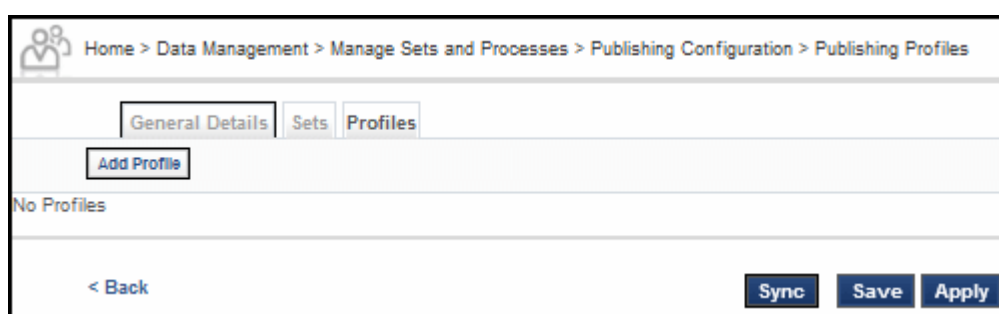 Home > Data Management > Manage Sets and Processes > Publishing Configuration > Publishing Profiles
General Details Sets Profiles
Add Profile
No Profiles
< Back Sync Save Apply